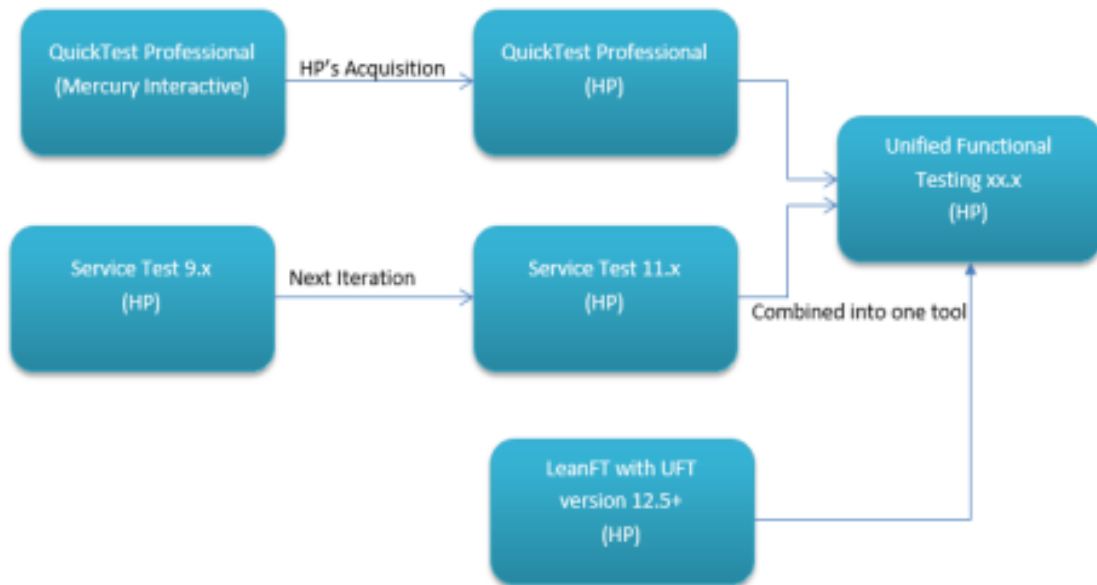 QuickTest Professional
(Mercury Interactive)
HP's Acquisition
QuickTest Professional
(HP)
Unified Functional
Testing xx.x
(HP)
Service Test 9.x
(HP)
Next Iteration
Service Test 11.x
(HP)
Combined into one tool
LeanFT with UFT
version 12.5+
(HP)